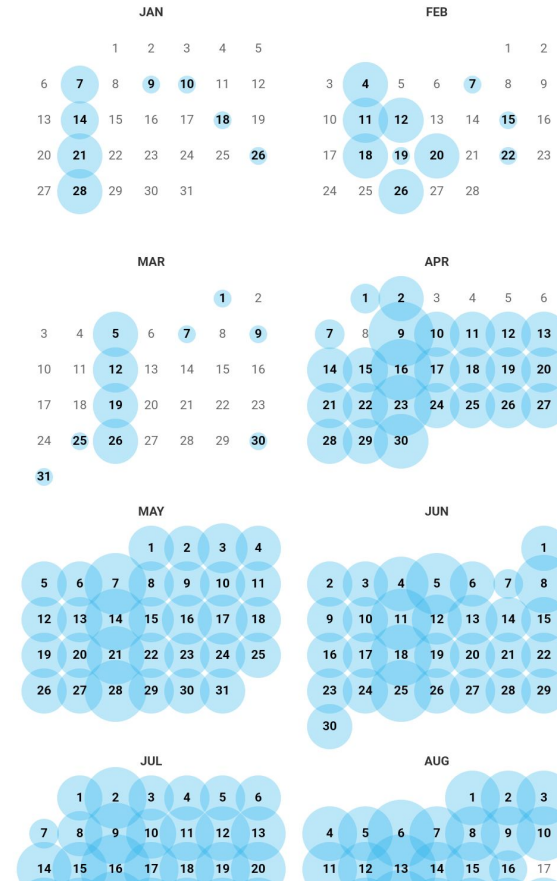 JAN
1 2 3 4 5
6 7 8 9 10 11 12
13 14 15 16 17 18 19
20 21 22 23 24 25 26
27 28 29 30 31
FEB
1 2
3 4 5 6 7 8 9
10 11 12 13 14 15 16
17 18 19 20 21 22 23
24 25 26 27 28
MAR
1 2
3 4 5 6 7 8 9
10 11 12 13 14 15 16
17 18 19 20 21 22 23
24 25 26 27 28 29 30
31
APR
1 2 3 4 5 6
7 8 9 10 11 12 13
14 15 16 17 18 19 20
21 22 23 24 25 26 27
28 29 30
MAY
1 2 3 4
5 6 7 8 9 10 11
12 13 14 15 16 17 18
19 20 21 22 23 24 25
26 27 28 29 30 31
JUN
1
2 3 4 5 6 7 8
9 10 11 12 13 14 15
16 17 18 19 20 21 22
23 24 25 26 27 28 29
30
JUL
1 2 3 4 5 6
7 8 9 10 11 12 13
14 15 16 17 18 19 20
AUG
1 2 3
4 5 6 7 8 9 10
11 12 13 14 15 16 17